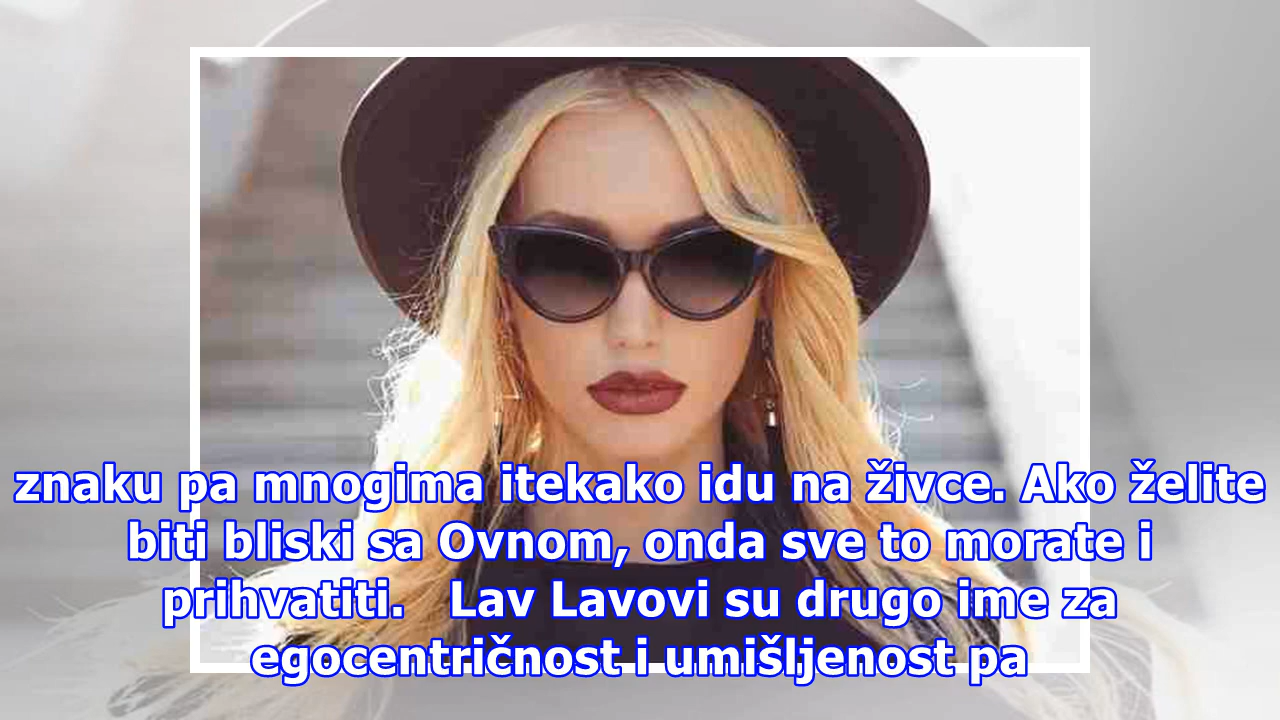 znaku pa mnogima itekako idu na živce. Ako želite
biti bliski sa Ovnom, onda sve to morate i
prihvatiti.   Lav Lavovi su drugo ime za
egocentričnost i umišljenost pa